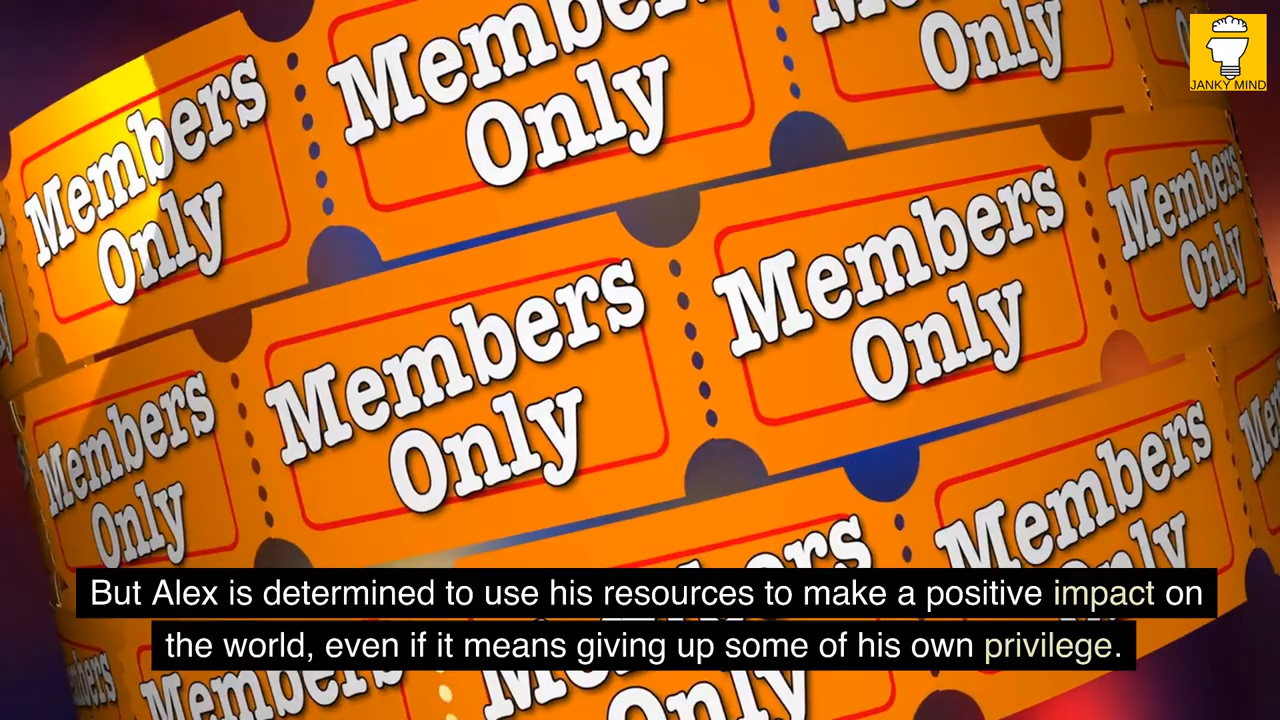 Members
Only
Members
Only
Members
Only
JANKY MIND
Members
Only
Members
Only
Members
Only
Members
Only
Members
Only
But Alex is determined to use his resources to make a positive impact on
the world, even if it means giving up some of his own privilege.
Members
Only